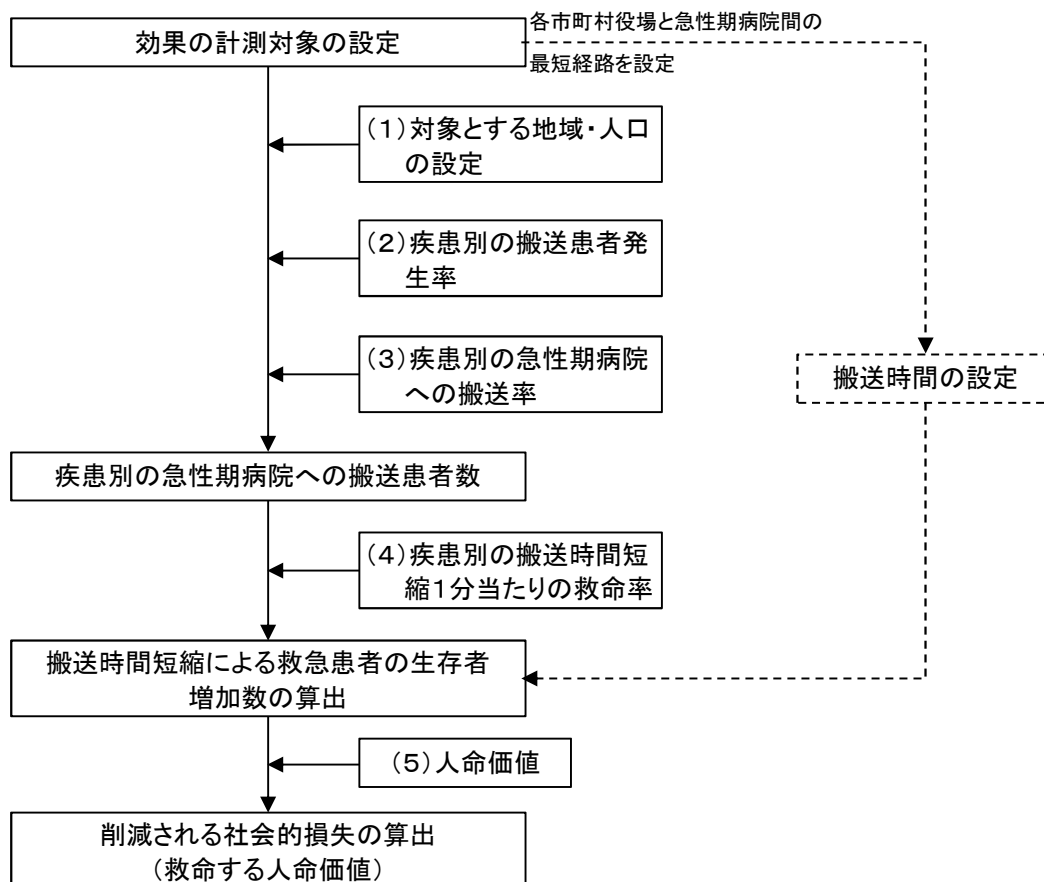 効果の計測対象の設定
各市町村役場と急性期病院間の
最短経路を設定
（１）対象とする地域・人口
の設定
（２）疾患別の搬送患者発
生率
（３）疾患別の急性期病院
への搬送率
搬送時間の設定
疾患別の急性期病院への搬送患者数
（４）疾患別の搬送時間短
縮１分当たりの救命率
搬送時間短縮による救急患者の生存者
増加数の算出
（５）人命価値
削減される社会的損失の算出
（救命する人命価値）